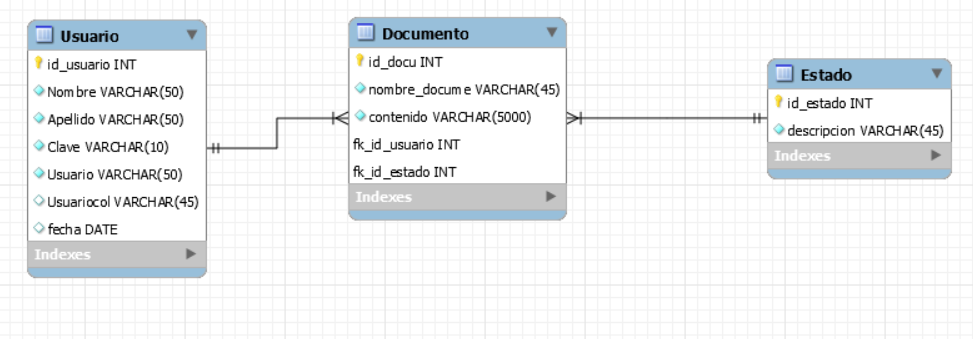 Usuario
id_usuario INT
Nombre VARCHAR(50)
Apellido VARCHAR(50)
Clave VARCHAR(10)
Usuario VARCHAR(50)
Usuariocol VARCHAR(45)
fecha DATE
Indexes
Documento
id_docu INT
nombre_docume VARCHAR(45)
contenido VARCHAR(5000)
fk_id_usuario INT
fk_id_estado INT
Indexes
Estado
id_estado INT
descripcion VARCHAR(45)
Indexes